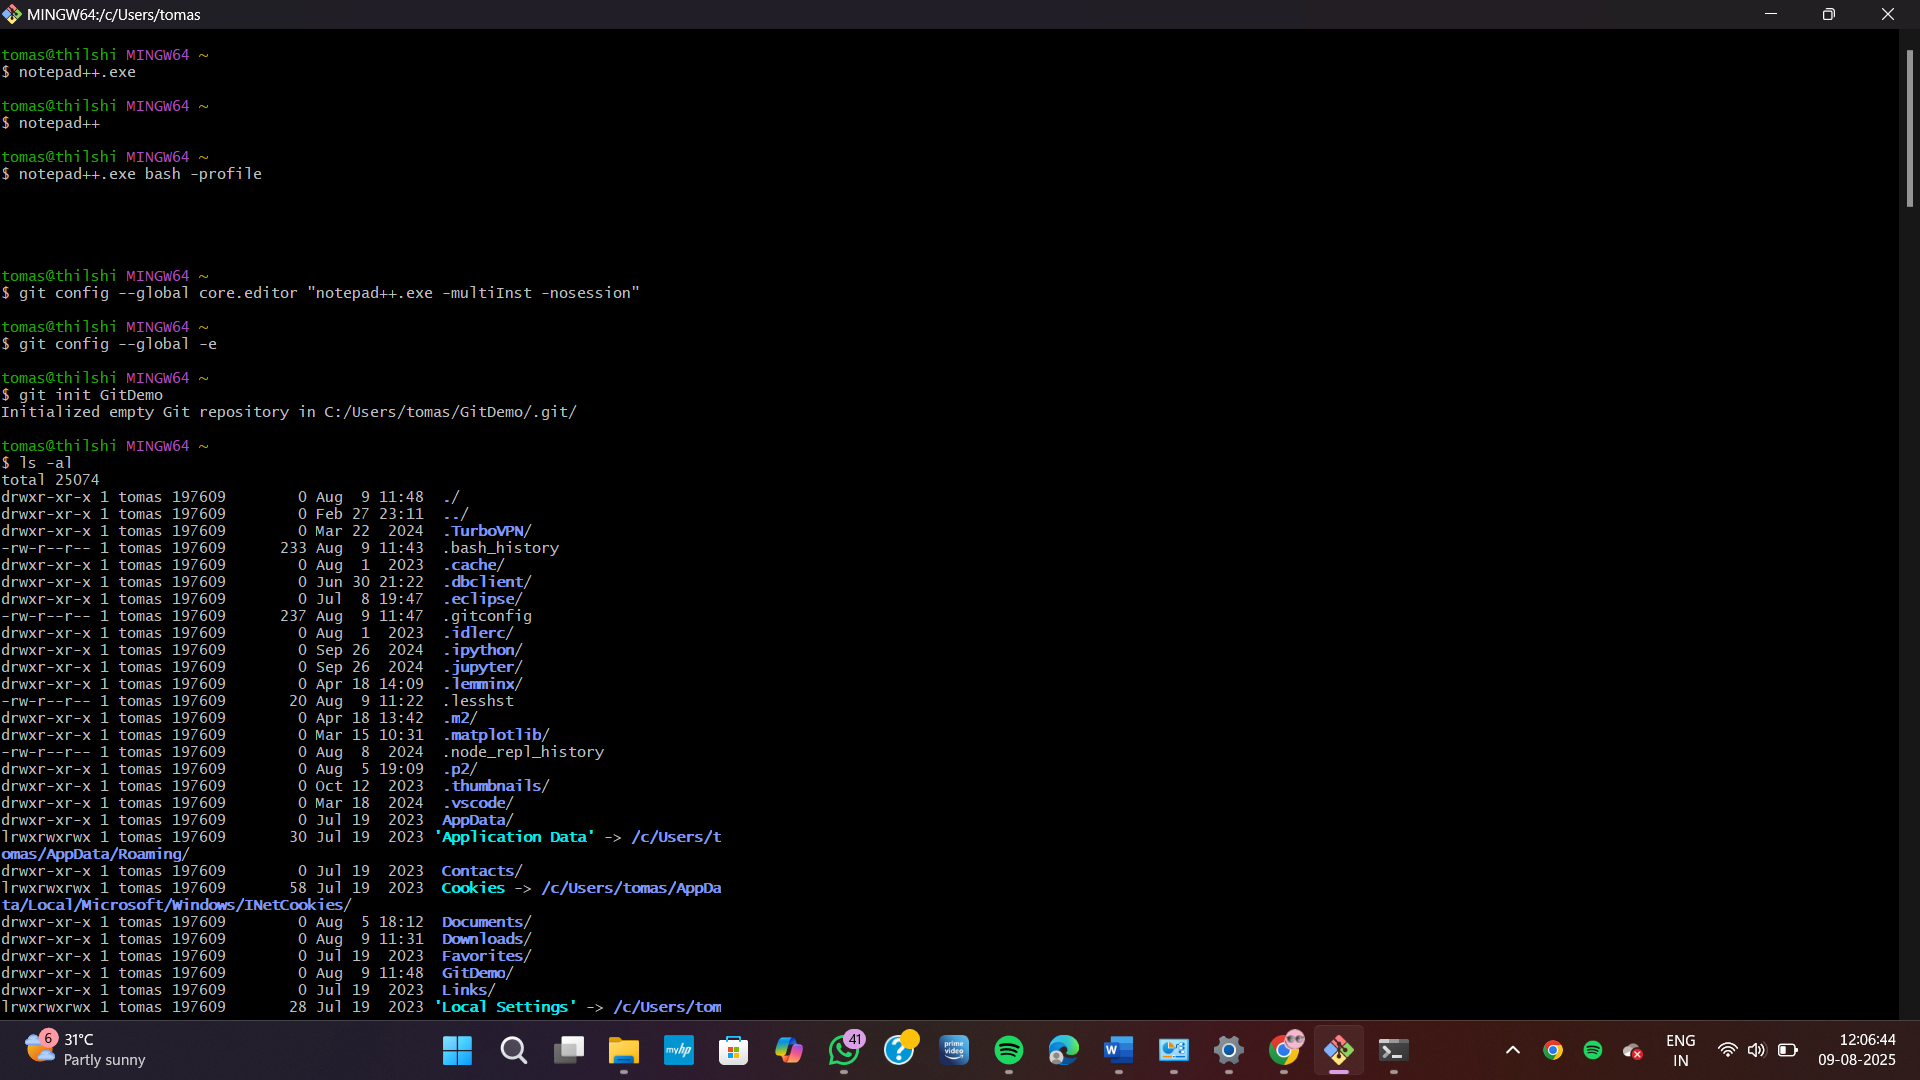 MINGW64:/c/Users/tomas
tomas@thilshi MINGW64 ~
$ notepad++.exe
tomas@thilshi MINGW64 ~
$ notepad++
tomas@thilshi MINGW64 ~
$ notepad++.exe bash -profile
tomas@thilshi MINGW64 ~
$ git config --global core.editor "notepad++.exe -multiInst -nosession"
tomas@thilshi MINGW64 ~
$ git config --global -e
tomas@thilshi MINGW64 ~
$ git init GitDemo
Initialized empty Git repository in C:/Users/tomas/GitDemo/.git/
tomas@thilshi MINGW64 ~
$ ls -al
total 25074
drwxr-xr-x 1 tomas 197609        0 Aug  9 11:48  ./
drwxr-xr-x 1 tomas 197609        0 Feb 27 23:11  ../
drwxr-xr-x 1 tomas 197609        0 Mar 22  2024  .TurboVPN/
-rw-r--r-- 1 tomas 197609      233 Aug  9 11:43  .bash_history
drwxr-xr-x 1 tomas 197609        0 Aug  1  2023  .cache/
drwxr-xr-x 1 tomas 197609        0 Jun 30 21:22  .dbclient/
drwxr-xr-x 1 tomas 197609        0 Jul  8 19:47  .eclipse/
-rw-r--r-- 1 tomas 197609      237 Aug  9 11:47  .gitconfig
drwxr-xr-x 1 tomas 197609        0 Aug  1  2023  .idlerc/
drwxr-xr-x 1 tomas 197609        0 Sep 26  2024  .ipython/
drwxr-xr-x 1 tomas 197609        0 Sep 26  2024  .jupyter/
drwxr-xr-x 1 tomas 197609        0 Apr 18 14:09  .lemminx/
-rw-r--r-- 1 tomas 197609       20 Aug  9 11:22  .lesshst
drwxr-xr-x 1 tomas 197609        0 Apr 18 13:42  .m2/
drwxr-xr-x 1 tomas 197609        0 Mar 15 10:31  .matplotlib/
-rw-r--r-- 1 tomas 197609        0 Aug  8  2024  .node_repl_history
drwxr-xr-x 1 tomas 197609        0 Aug  5 19:09  .p2/
drwxr-xr-x 1 tomas 197609        0 Oct 12  2023  .thumbnails/
drwxr-xr-x 1 tomas 197609        0 Mar 18  2024  .vscode/
drwxr-xr-x 1 tomas 197609        0 Jul 19  2023  AppData/
lrwxrwxrwx 1 tomas 197609       30 Jul 19  2023 'Application Data' -> /c/Users/t
omas/AppData/Roaming/
drwxr-xr-x 1 tomas 197609        0 Jul 19  2023  Contacts/
lrwxrwxrwx 1 tomas 197609       58 Jul 19  2023  Cookies -> /c/Users/tomas/AppDa
ta/Local/Microsoft/Windows/INetCookies/
drwxr-xr-x 1 tomas 197609        0 Aug  5 18:12  Documents/
drwxr-xr-x 1 tomas 197609        0 Aug  9 11:31  Downloads/
drwxr-xr-x 1 tomas 197609        0 Jul 19  2023  Favorites/
drwxr-xr-x 1 tomas 197609        0 Aug  9 11:48  GitDemo/
drwxr-xr-x 1 tomas 197609        0 Jul 19  2023  Links/
lrwxrwxrwx 1 tomas 197609       28 Jul 19  2023 'Local Settings' -> /c/Users/tom
6
31°C
Partly sunny
myhp
41
prime video
ENG
IN
12:06:44
09-08-2025